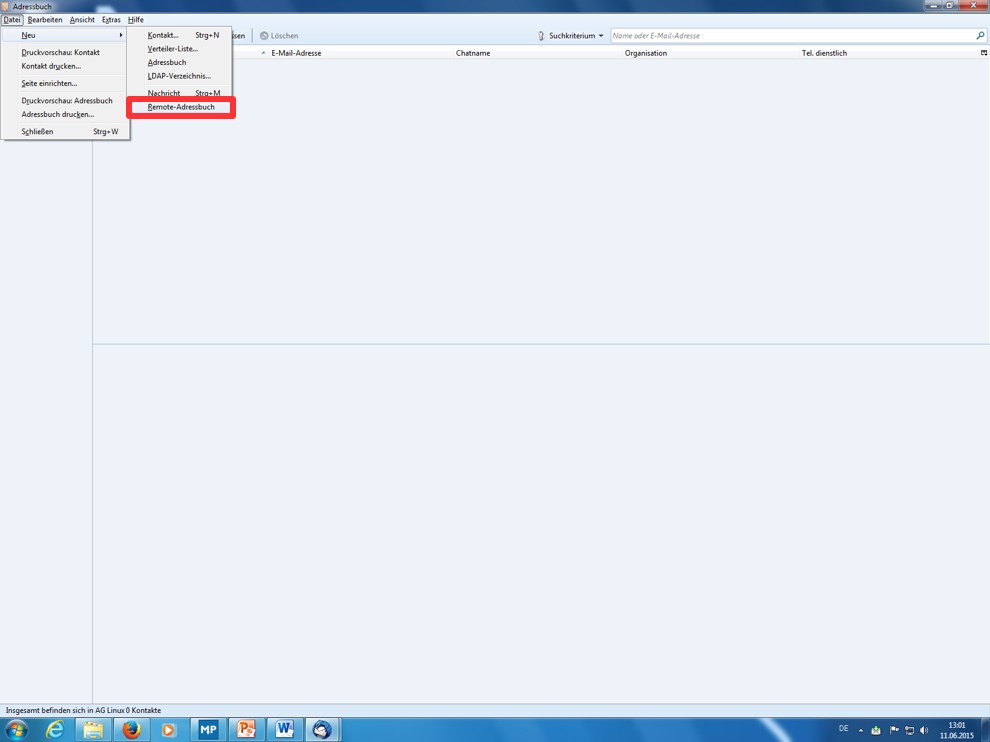 Adressbuch
Datei Bearbeiten Ansicht Extras Hilfe
Neu
Kontakt... Strg+N
Verteiler-Liste...
Adressbuch
LDAP-Verzeichnis...
Nachricht Strg+M
Remote-Adressbuch
Druckvorschau: Kontakt
Kontakt drucken...
Seite einrichten...
Druckvorschau: Adressbuch
Adressbuch drucken...
Schließen Strg+W
sen Löschen Suchkriterium Name oder E-Mail-Adresse
E-Mail-Adresse Chatname Organisation Tel. dienstlich
Insgesamt befinden sich in AG Linux 0 Kontakte
MP
DE
13:01
11.06.2015